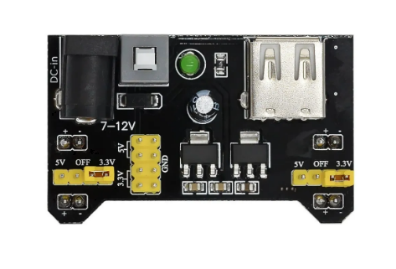 DC-in
7-12V
+ -
+ -
5V OFF 3.3V
5V
3.3V
GND
5V OFF 3.3V
+ -
+ -